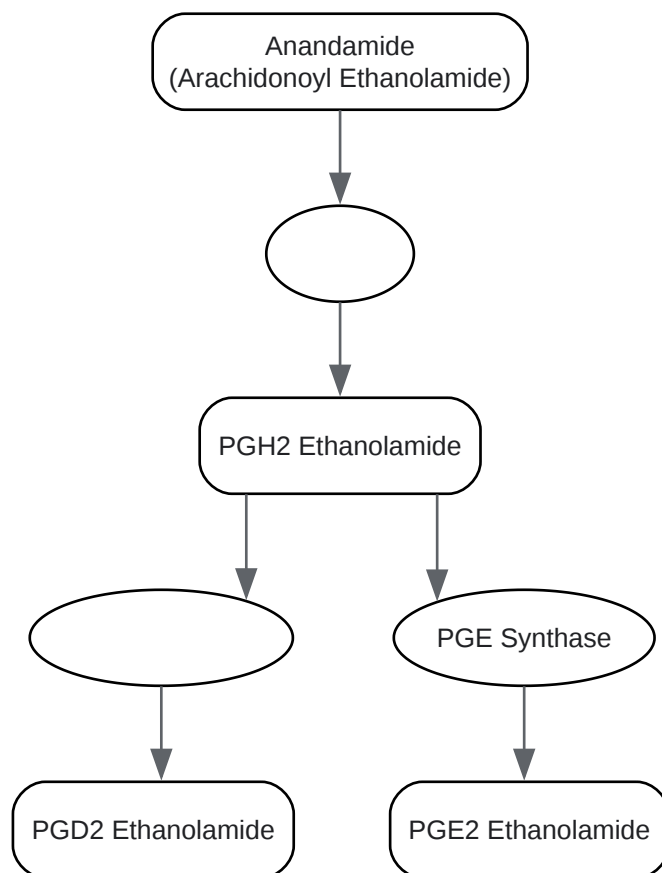 Anandamide
(Arachidonoyl Ethanolamide)
PGH2 Ethanolamide
PGE Synthase
PGD2 Ethanolamide
PGE2 Ethanolamide